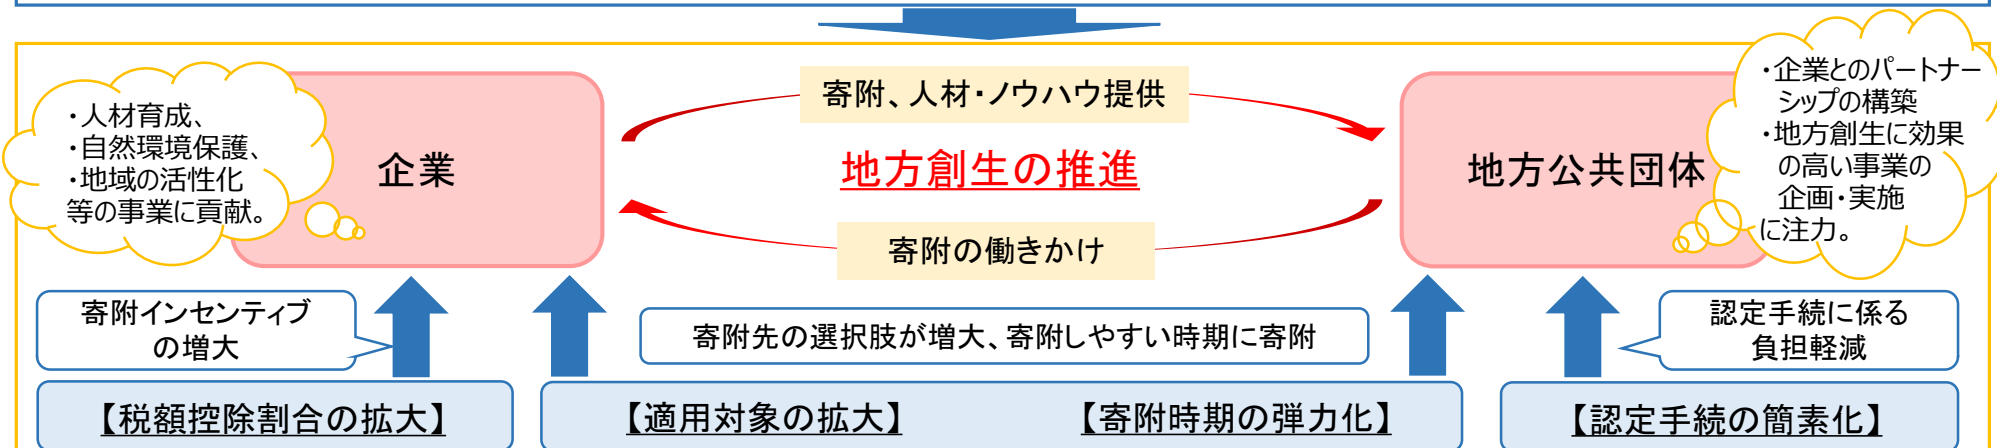 ・人材育成、
・自然環境保護、
・地域の活性化
等の事業に貢献。
企業
寄附、人材・ノウハウ提供
地方創生の推進
寄附の働きかけ
地方公共団体
・企業とのパートナー
シップの構築
・地方創生に効果
の高い事業の
企画・実施
に注力。
寄附インセンティブ
の増大
寄附先の選択肢が増大、寄附しやすい時期に寄附
認定手続に係る
負担軽減
【税額控除割合の拡大】
【適用対象の拡大】 【寄附時期の弾力化】
【認定手続の簡素化】